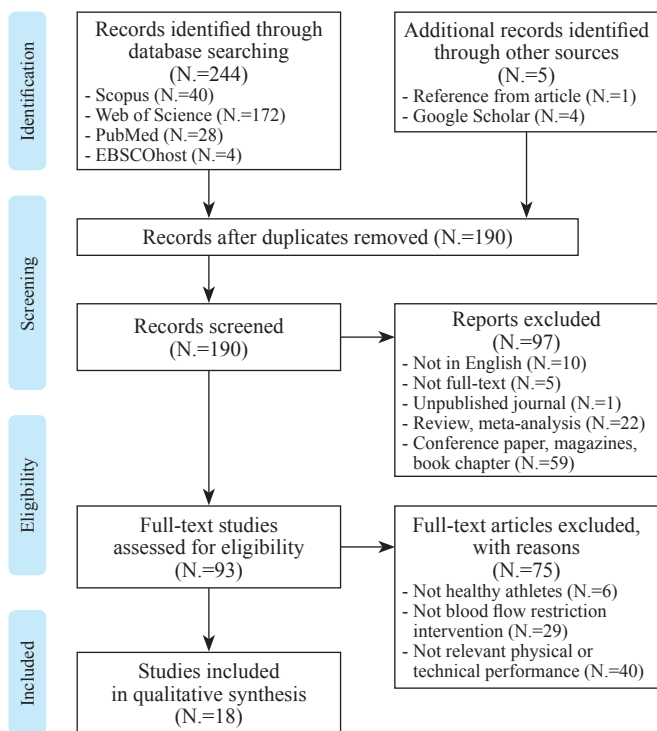 Identification
Records identified through
database searching
(N.=244)
- Scopus (N.=40)
- Web of Science (N.=172)
- PubMed (N.=28)
- EBSCOhost (N.=4)
Additional records identified
through other sources
(N.=5)
- Reference from article (N.=1)
- Google Scholar (N.=4)
Screening
Records after duplicates removed (N.=190)
Records screened
(N.=190)
Reports excluded
(N.=97)
- Not in English (N.=10)
- Not full-text (N.=5)
- Unpublished journal (N.=1)
- Review, meta-analysis (N.=22)
- Conference paper, magazines,
book chapter (N.=59)
Eligibility
Full-text studies
assessed for eligibility
(N.=93)
Full-text articles excluded,
with reasons
(N.=75)
- Not healthy athletes (N.=6)
- Not blood flow restriction
intervention (N.=29)
- Not relevant physical or
technical performance (N.=40)
Included
Studies included
in qualitative synthesis
(N.=18)